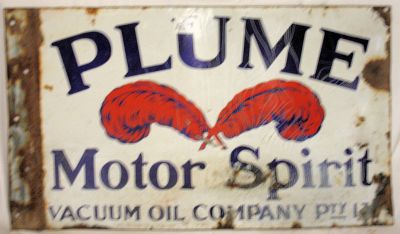 PLUME
Motor Spirit
VACUUM OIL COMPANY PTY LTD